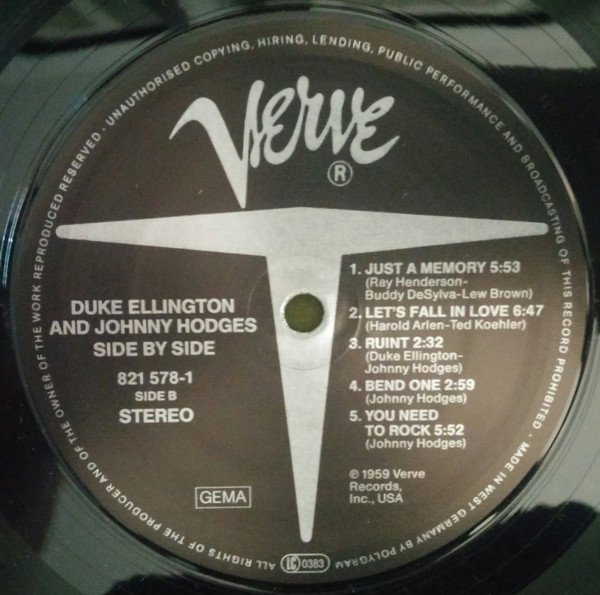 ALL RIGHTS OF THE PRODUCER AND OF THE OWNER OF THE WORK REPRODUCED RESERVED · UNAUTHORISED COPYING, HIRING, LENDING, PUBLIC PERFORMANCE AND BROADCASTING OF THIS RECORD PROHIBITED · MADE IN WEST GERMANY BY POLYGRAM
Verve
®
DUKE ELLINGTON
AND JOHNNY HODGES
SIDE BY SIDE
821 578-1
SIDE B
STEREO
GEMA
1. JUST A MEMORY 5:53
(Ray Henderson-
Buddy DeSylva-Lew Brown)
2. LET'S FALL IN LOVE 6:47
(Harold Arlen-Ted Koehler)
3. RUINT 2:32
(Duke Ellington-
Johnny Hodges)
4. BEND ONE 2:59
(Johnny Hodges)
5. YOU NEED
TO ROCK 5:52
(Johnny Hodges)
℗ 1959 Verve
Records,
Inc., USA
LC 0383